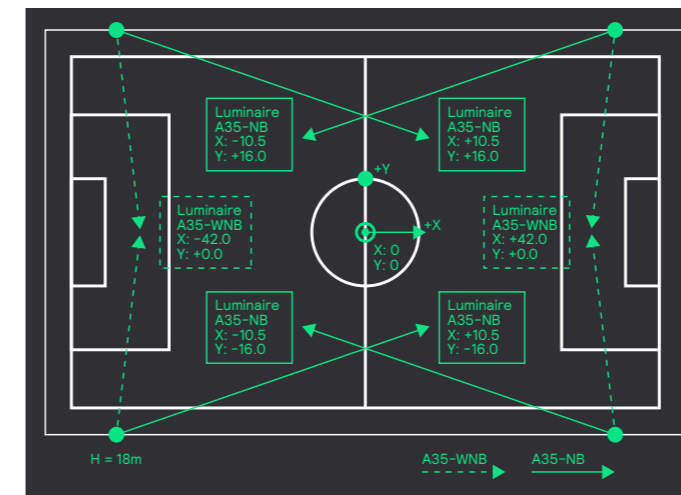 Luminaire
A35-NB
X: -10.5
Y: +16.0
Luminaire
A35-NB
X: +10.5
Y: +16.0
+Y
Luminaire
A35-WNB
X: -42.0
Y: +0.0
+X
X: 0
Y: 0
Luminaire
A35-WNB
X: +42.0
Y: +0.0
Luminaire
A35-NB
X: -10.5
Y: -16.0
Luminaire
A35-NB
X: +10.5
Y: -16.0
H = 18m
A35-WNB
A35-NB